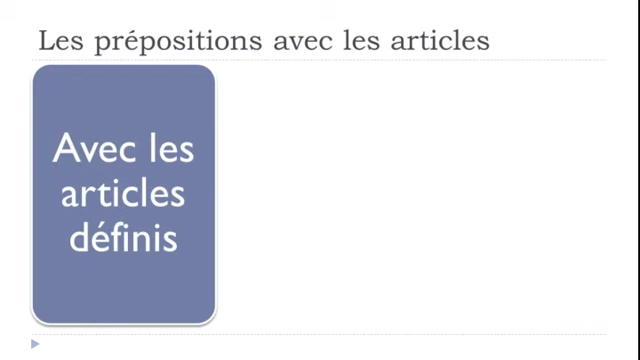 Les prépositions avec les articles
Avec les
articles
définis